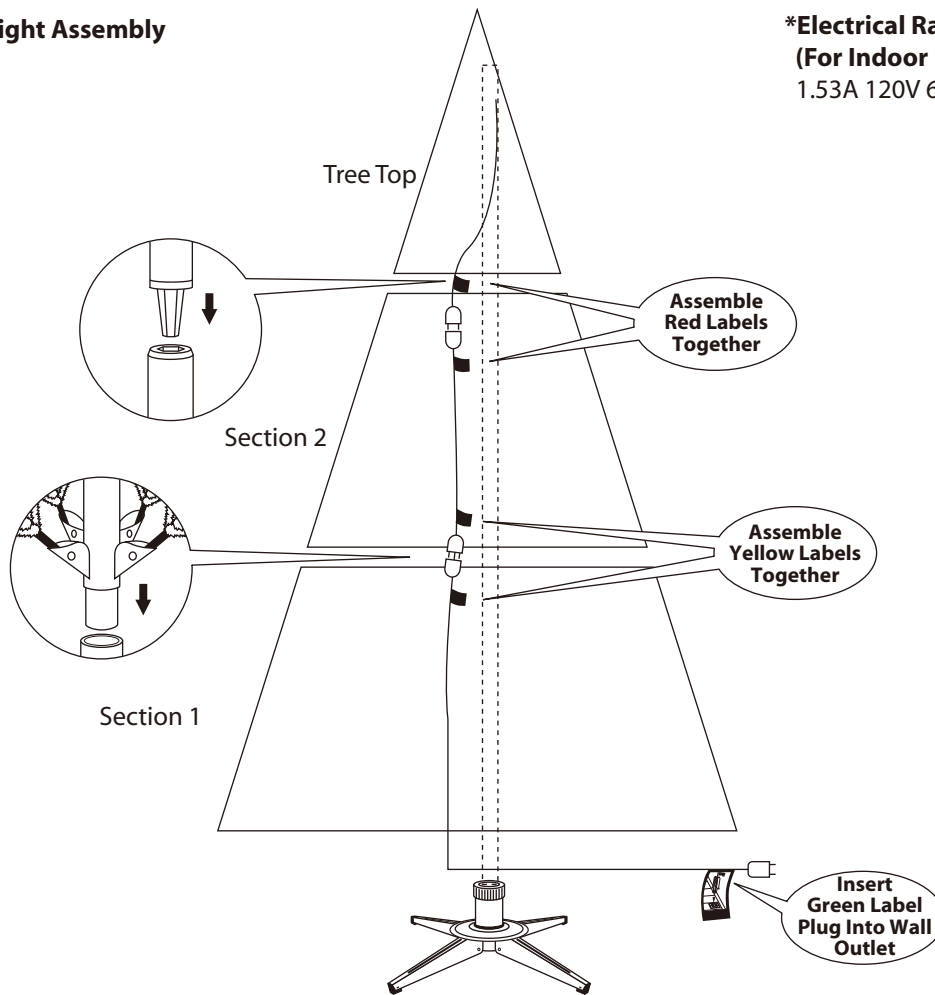 ight Assembly
*Electrical Ra
(For Indoor
1.53A 120V 6
Tree Top
Assemble
Red Labels
Together
Section 2
Assemble
Yellow Labels
Together
Section 1
Insert
Green Label
Plug Into Wall
Outlet